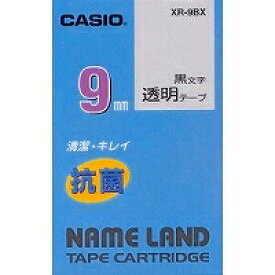 CASIO
XR-9BX
9mm
黒文字
透明テープ
清潔・キレイ
抗菌
NAME LAND
TAPE CARTRIDGE